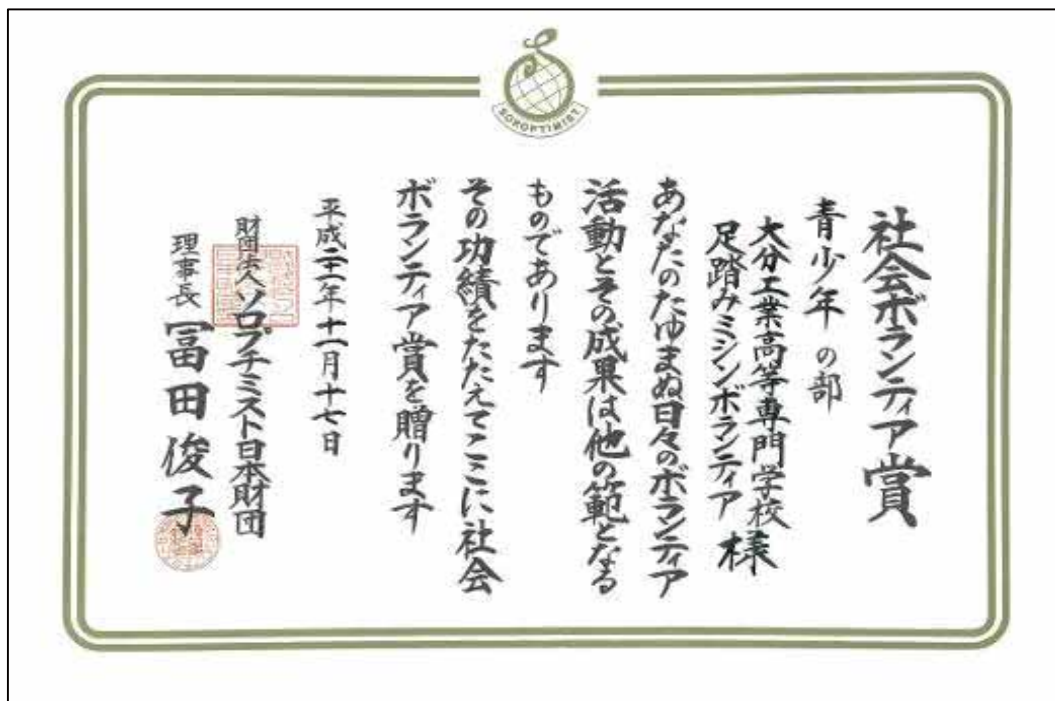 SOROPTIMIST
社会ボランティア賞
青少年の部
大分工業高等専門学校
足踏みミシンボランティア 様
あなたのたゆまぬ日々のボランティア
活動とその成果は他の範となる
ものであります
その功績をたたえてここに社会
ボランティア賞を贈ります
平成二十二年十一月十七日
財団法人ソロプチミスト日本財団
理事長 冨田俊子